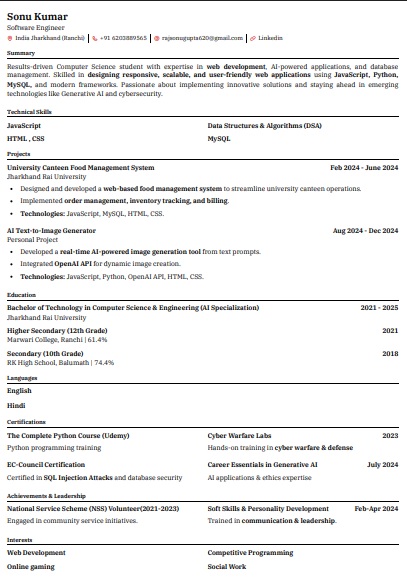 Sonu Kumar
Software Engineer
India Jharkhand (Ranchi) | +91 6203889565 | rajsonugupta620@gmail.com | Linkedin
Summary
Results-driven Computer Science student with expertise in web development, AI-powered applications, and database
management. Skilled in designing responsive, scalable, and user-friendly web applications using JavaScript, Python,
MySQL, and modern frameworks. Passionate about implementing innovative solutions and staying ahead in emerging
technologies like Generative AI and cybersecurity.
Technical Skills
JavaScript Data Structures & Algorithms (DSA)
HTML , CSS MySQL
Projects
University Canteen Food Management System Feb 2024 - June 2024
Jharkhand Rai University
• Designed and developed a web-based food management system to streamline university canteen operations.
• Implemented order management, inventory tracking, and billing.
• Technologies: JavaScript, MySQL, HTML, CSS.
AI Text-to-Image Generator Aug 2024 - Dec 2024
Personal Project
• Developed a real-time AI-powered image generation tool from text prompts.
• Integrated OpenAI API for dynamic image creation.
• Technologies: JavaScript, Python, OpenAI API, HTML, CSS.
Education
Bachelor of Technology in Computer Science & Engineering (AI Specialization) 2021 - 2025
Jharkhand Rai University
Higher Secondary (12th Grade) 2021
Marwari College, Ranchi | 61.4%
Secondary (10th Grade) 2018
RK High School, Balumath | 74.4%
Languages
English
Hindi
Certifications
The Complete Python Course (Udemy) Cyber Warfare Labs 2023
Python programming training Hands-on training in cyber warfare & defense
EC-Council Certification Career Essentials in Generative AI July 2024
Certified in SQL Injection Attacks and database security AI applications & ethics expertise
Achievements & Leadership
National Service Scheme (NSS) Volunteer(2021-2023) Soft Skills & Personality Development Feb-Apr 2024
Engaged in community service initiatives. Trained in communication & leadership.
Interests
Web Development Competitive Programming
Online gaming Social Work